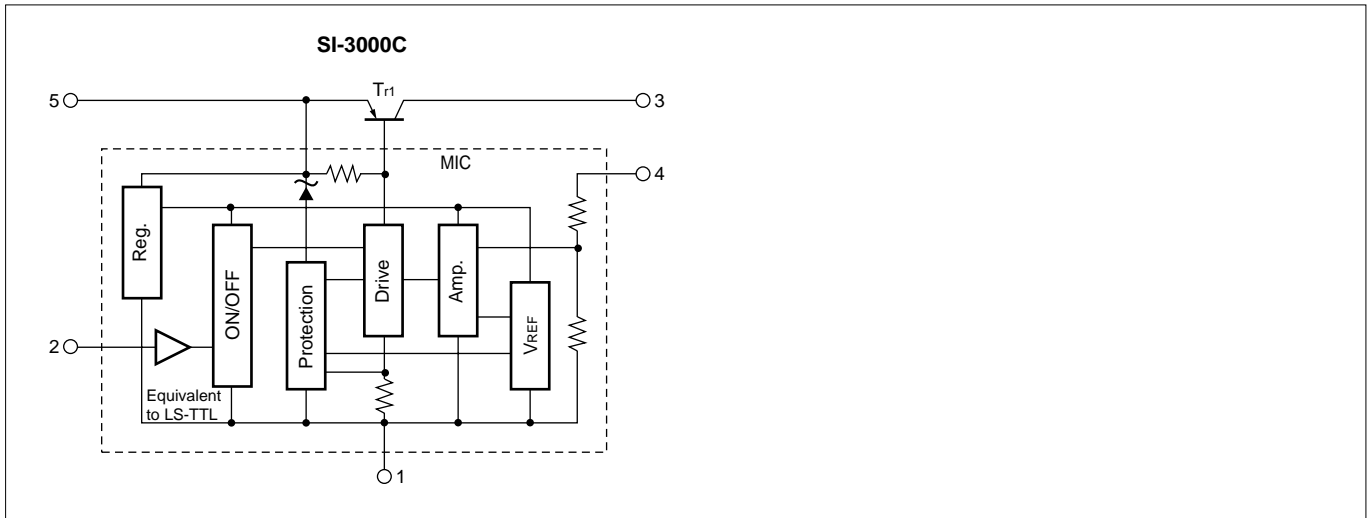 SI-3000C
Tr1
5
3
MIC
4
Reg.
ON/OFF
Protection
Drive
Amp.
VREF
2
Equivalent
to LS-TTL
1